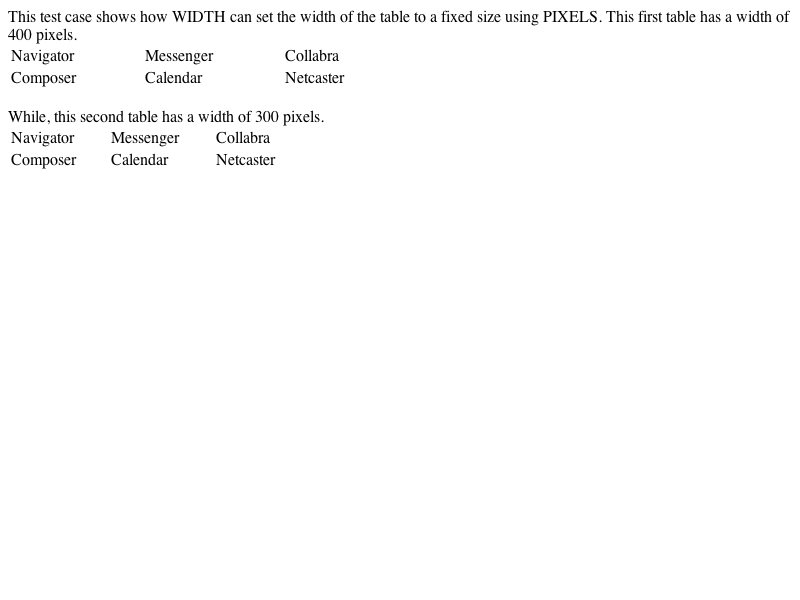 This test case shows how WIDTH can set the width of the table to a fixed size using PIXELS. This first table has a width of
400 pixels.
Navigator Messenger Collabra
Composer Calendar Netcaster
While, this second table has a width of 300 pixels.
Navigator Messenger Collabra
Composer Calendar Netcaster